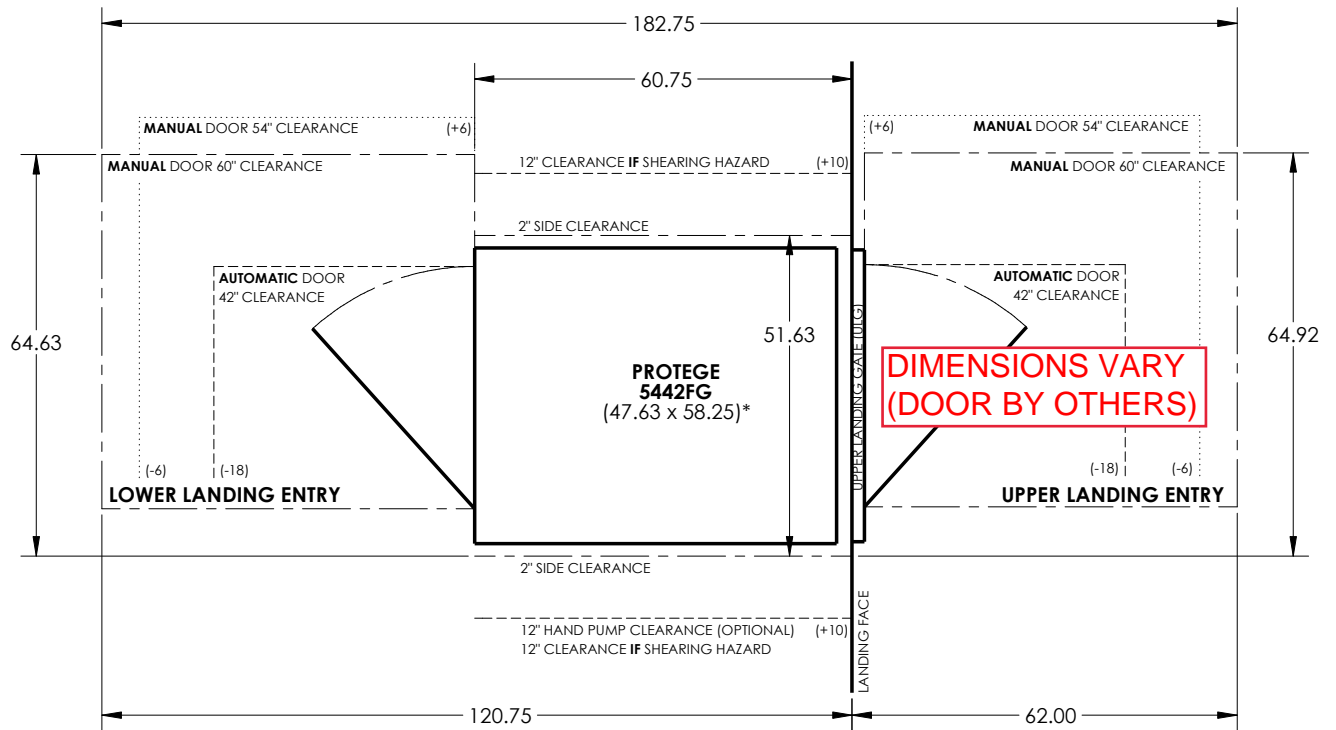 182.75
60.75
MANUAL DOOR 54" CLEARANCE (+6)
(+6) MANUAL DOOR 54" CLEARANCE
MANUAL DOOR 60" CLEARANCE
12" CLEARANCE IF SHEARING HAZARD (+10)
MANUAL DOOR 60" CLEARANCE
2" SIDE CLEARANCE
AUTOMATIC DOOR
42" CLEARANCE
AUTOMATIC DOOR
42" CLEARANCE
64.63
51.63
64.92
UPPER LANDING GATE (ULG)
PROTEGE
5442FG
(47.63 x 58.25)*
DIMENSIONS VARY
(DOOR BY OTHERS)
(-6) (-18)
(-18) (-6)
LOWER LANDING ENTRY
UPPER LANDING ENTRY
2" SIDE CLEARANCE
12" HAND PUMP CLEARANCE (OPTIONAL) (+10)
12" CLEARANCE IF SHEARING HAZARD
LANDING FACE
120.75
62.00